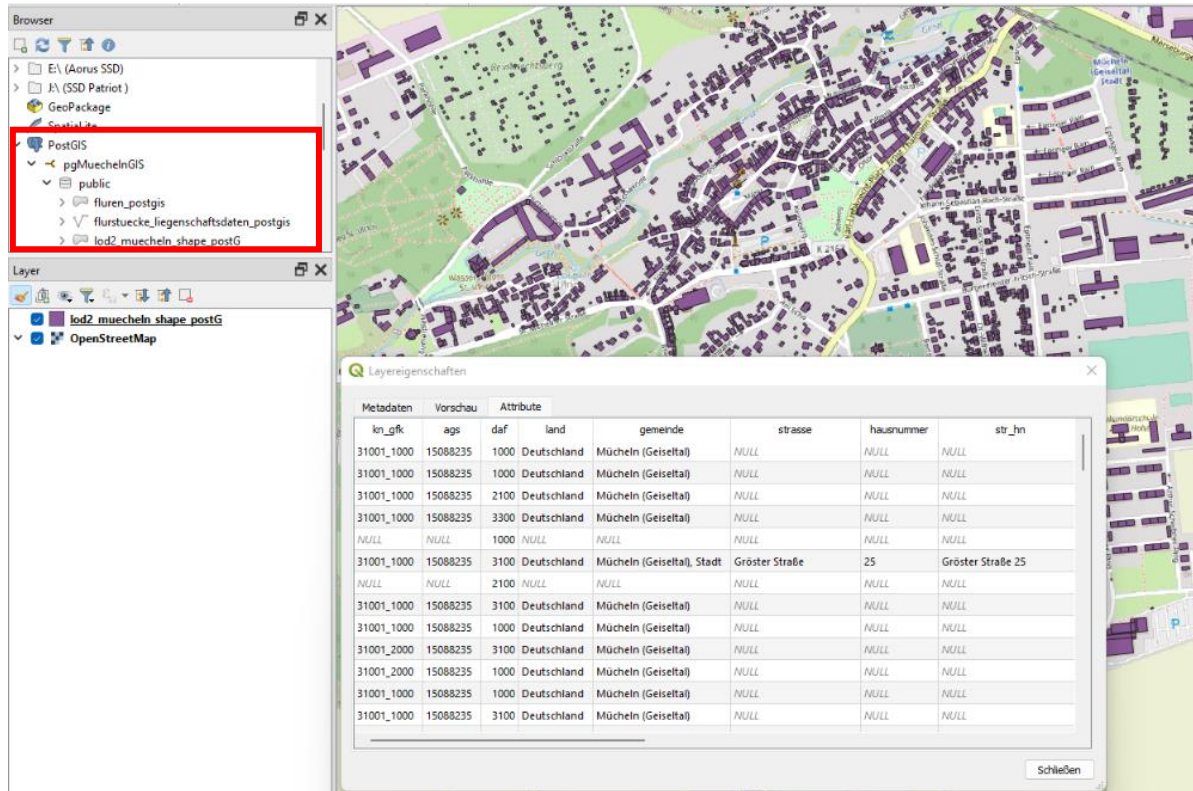 Browser
E:\ (Aorus SSD)
J:\ (SSD Patriot )
GeoPackage
SpatiaLite
PostGIS
pgMuechelnGIS
public
fluren_postgis
flurstuecke_liegenschaftsdaten_postgis
lod2_muecheln_shape_postG
Layer
lod2_muecheln_shape_postG
OpenStreetMap
Mücheln
(Geiseltal)
Stadt
K 2157
P
P
Layereigenschaften
Metadaten Vorschau Attribute
kn_gfk ags daf land gemeinde strasse hausnummer str_hn
31001_1000 15088235 1000 Deutschland Mücheln (Geiseltal) NULL NULL NULL
31001_1000 15088235 1000 Deutschland Mücheln (Geiseltal) NULL NULL NULL
31001_1000 15088235 2100 Deutschland Mücheln (Geiseltal) NULL NULL NULL
31001_1000 15088235 3300 Deutschland Mücheln (Geiseltal) NULL NULL NULL
NULL NULL 1000 NULL NULL NULL NULL NULL
31001_1000 15088235 3100 Deutschland Mücheln (Geiseltal), Stadt Gröster Straße 25 Gröster Straße 25
NULL NULL 2100 NULL NULL NULL NULL NULL
31001_1000 15088235 3100 Deutschland Mücheln (Geiseltal) NULL NULL NULL
31001_1000 15088235 1000 Deutschland Mücheln (Geiseltal) NULL NULL NULL
31001_2000 15088235 3100 Deutschland Mücheln (Geiseltal) NULL NULL NULL
31001_2000 15088235 1000 Deutschland Mücheln (Geiseltal) NULL NULL NULL
31001_1000 15088235 1000 Deutschland Mücheln (Geiseltal) NULL NULL NULL
31001_1000 15088235 3100 Deutschland Mücheln (Geiseltal) NULL NULL NULL
Schließen